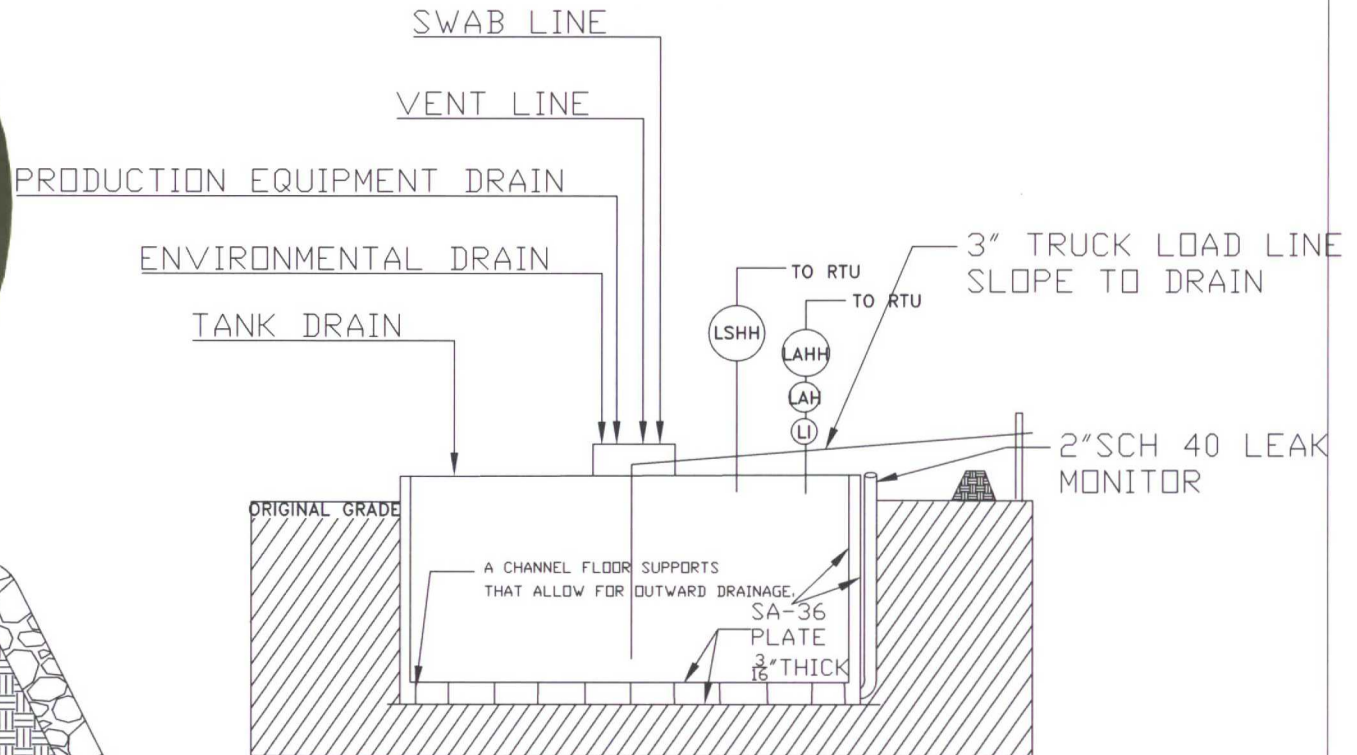 SWAB LINE
VENT LINE
PRODUCTION EQUIPMENT DRAIN
ENVIRONMENTAL DRAIN
TANK DRAIN
TO RTU
TO RTU
3" TRUCK LOAD LINE
SLOPE TO DRAIN
LSHH
LAHH
LAH
LI
2"SCH 40 LEAK
MONITOR
ORIGINAL GRADE
A CHANNEL FLOOR SUPPORTS
THAT ALLOW FOR OUTWARD DRAINAGE.
SA-36
PLATE
3/16"THICK